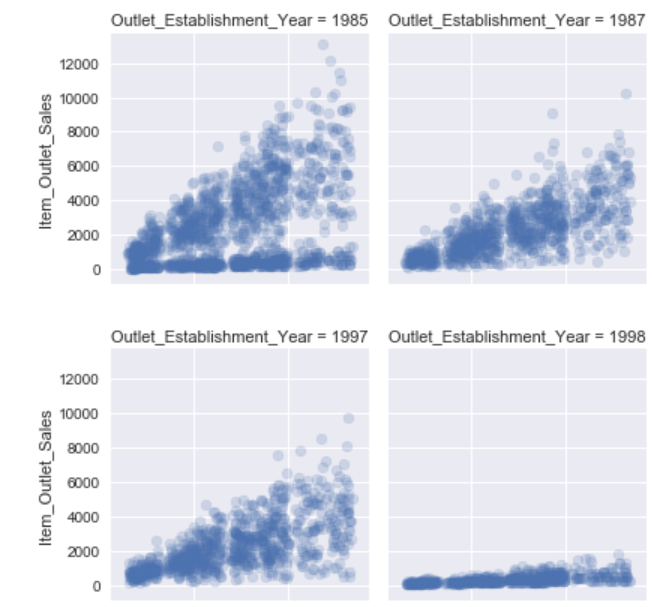 Outlet_Establishment_Year = 1985
Outlet_Establishment_Year = 1987
Item_Outlet_Sales
12000
10000
8000
6000
4000
2000
0
Outlet_Establishment_Year = 1997
Outlet_Establishment_Year = 1998
Item_Outlet_Sales
12000
10000
8000
6000
4000
2000
0